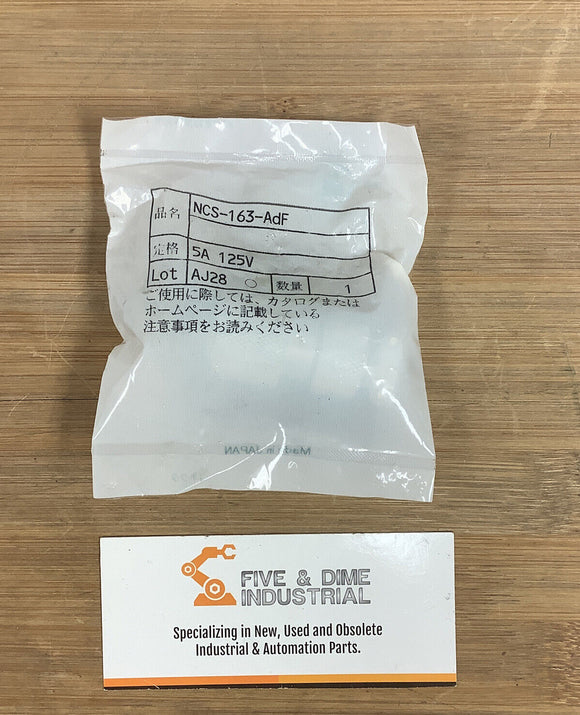 品名 NCS-163-AdF
定格 5A 125V
Lot AJ28 ○ 数量 1
ご使用に際しては、カタログまたは
ホームページに記載している
注意事項をお読みください
Made in JAPAN
FIVE & DIME
INDUSTRIAL
Specializing in New, Used and Obsolete
Industrial & Automation Parts.